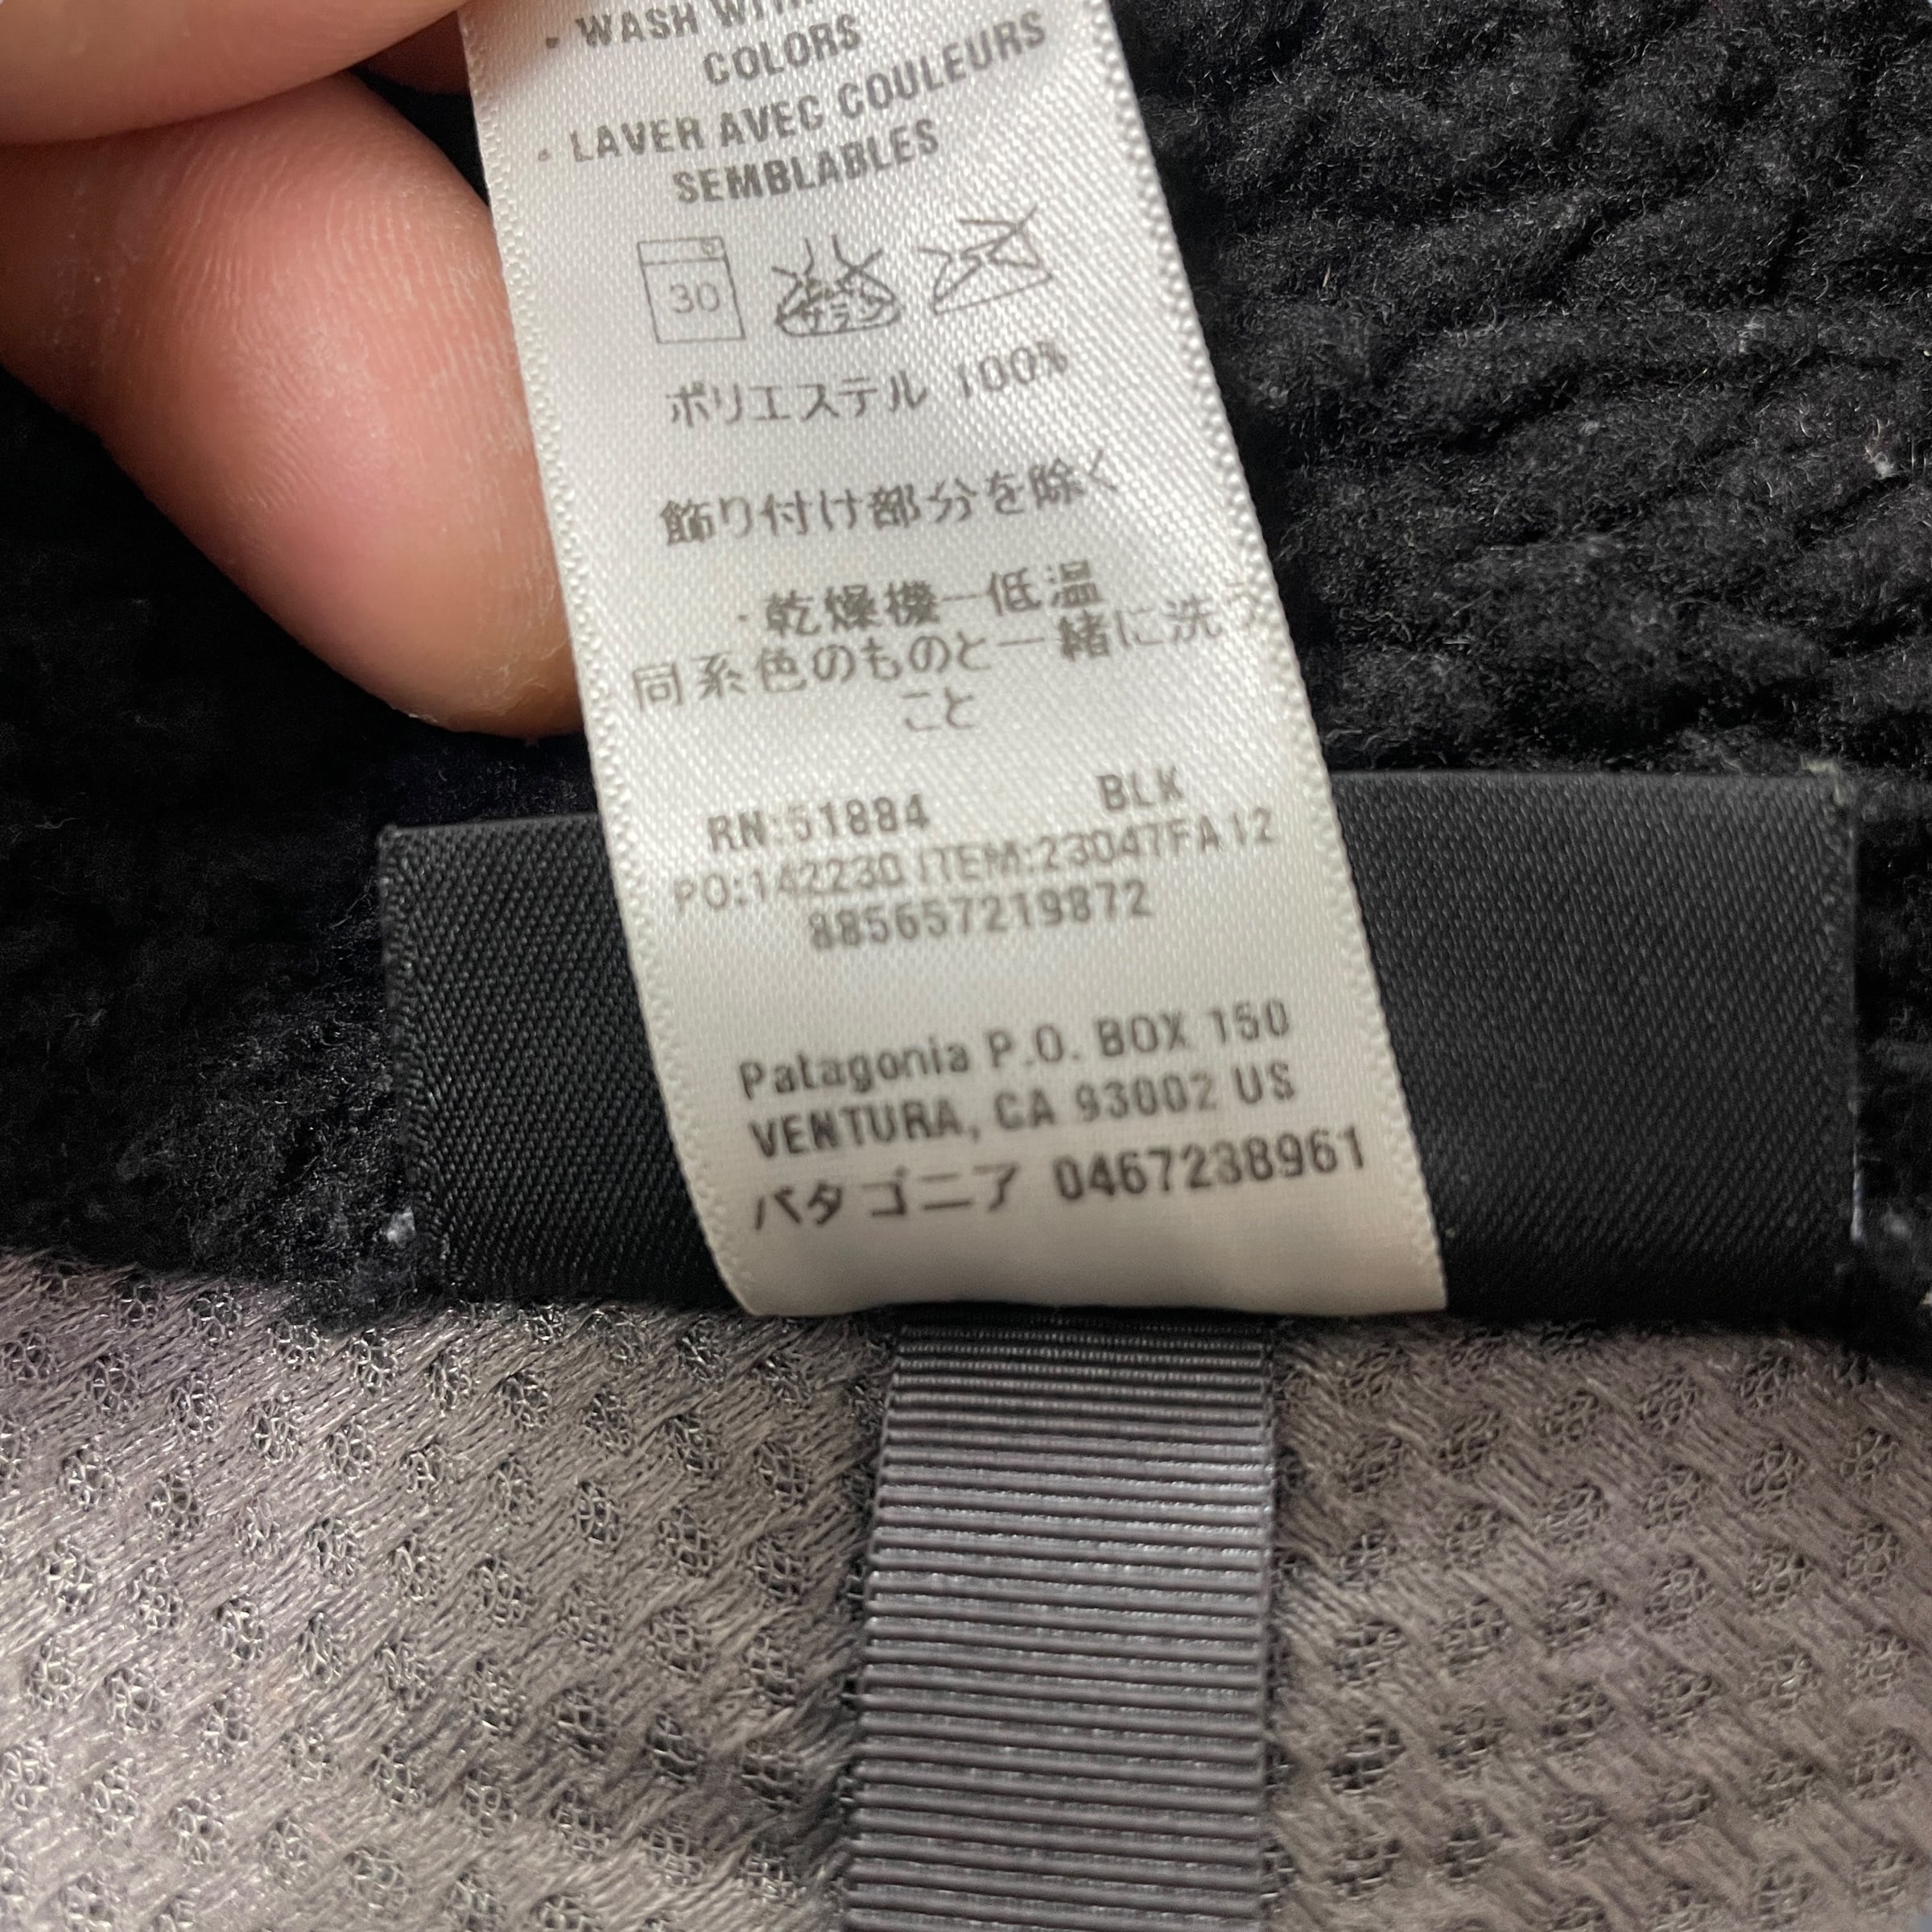 • WASH WITH
COLORS
• LAVER AVEC COULEURS
SEMBLABLES
30
ポリエステル 100%
飾り付け部分を除く
・乾燥機ー低温
同系色のものと一緒に洗う
こと
RN:51884 BLK
PO:142230 ITEM:23047FA12
885657219872
Patagonia P.O. BOX 150
VENTURA, CA 93002 US
パタゴニア 0467238961